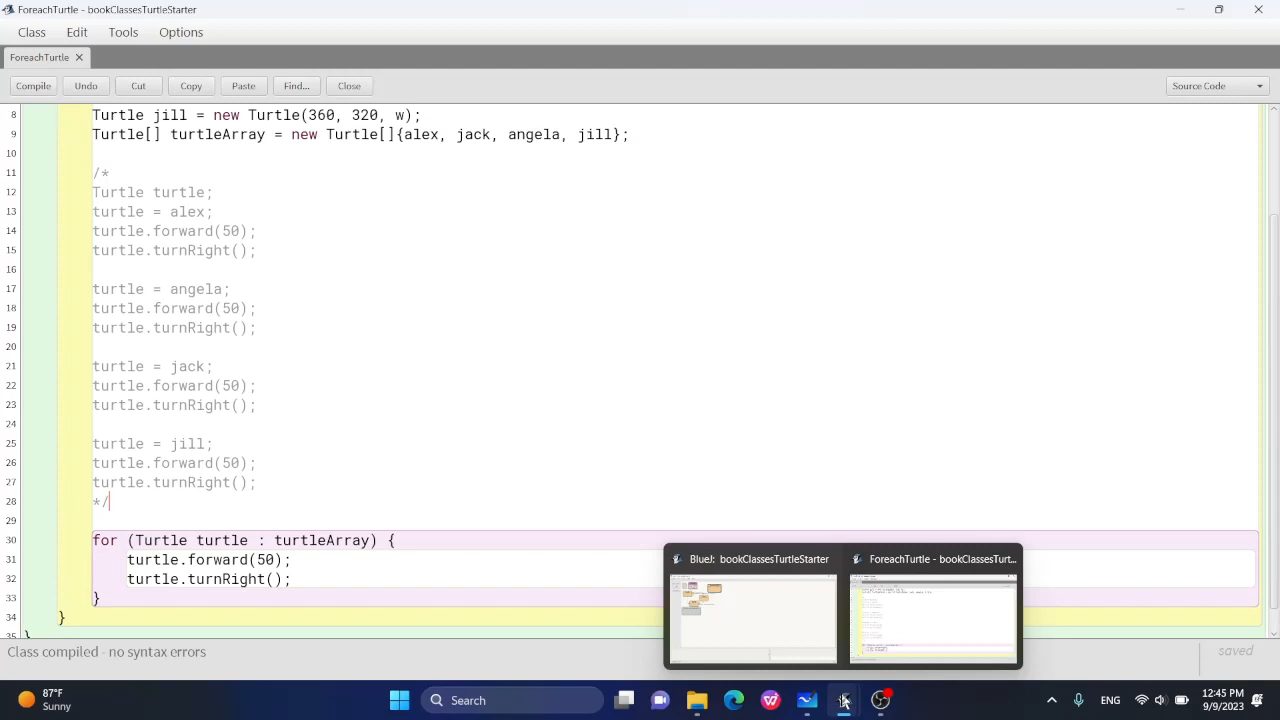 ForeachTurtle - bookClassesTurtleStarter
Class Edit Tools Options
ForeachTurtle
Compile Undo Cut Copy Paste Find... Close Source Code
8 Turtle jill = new Turtle(360, 320, w);
9 Turtle[] turtleArray = new Turtle[]{alex, jack, angela, jill};
10
11 /*
12 Turtle turtle;
13 turtle = alex;
14 turtle.forward(50);
15 turtle.turnRight();
16
17 turtle = angela;
18 turtle.forward(50);
19 turtle.turnRight();
20
21 turtle = jack;
22 turtle.forward(50);
23 turtle.turnRight();
24
25 turtle = jill;
26 turtle.forward(50);
27 turtle.turnRight();
28 */
29
30 for (Turtle turtle : turtleArray) {
31 turtle.forward(50);
32 turtle.turnRight();
33 }
34 }
35 }
BlueJ: bookClassesTurtleStarter
ForeachTurtle - bookClassesTurt...
Class compiled - no syntax erro
saved
87°F
Sunny
Search
ENG
12:45 PM
9/9/2023